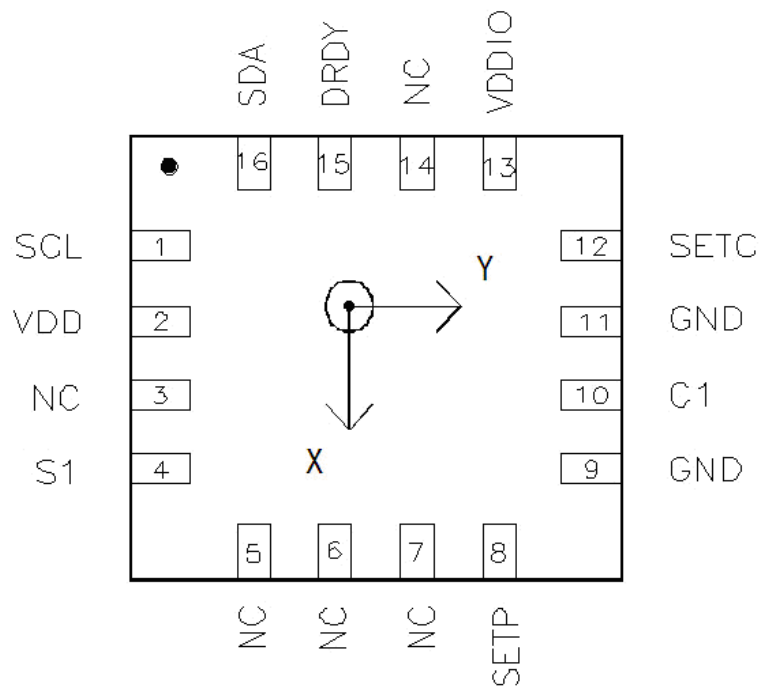 SDA DRDY NC VDDIO
16 15 14 13
SCL 1 12 SETC
Y
VDD 2 11 GND
NC 3 10 C1
X
S1 4 9 GND
5 6 7 8
NC NC NC SETP